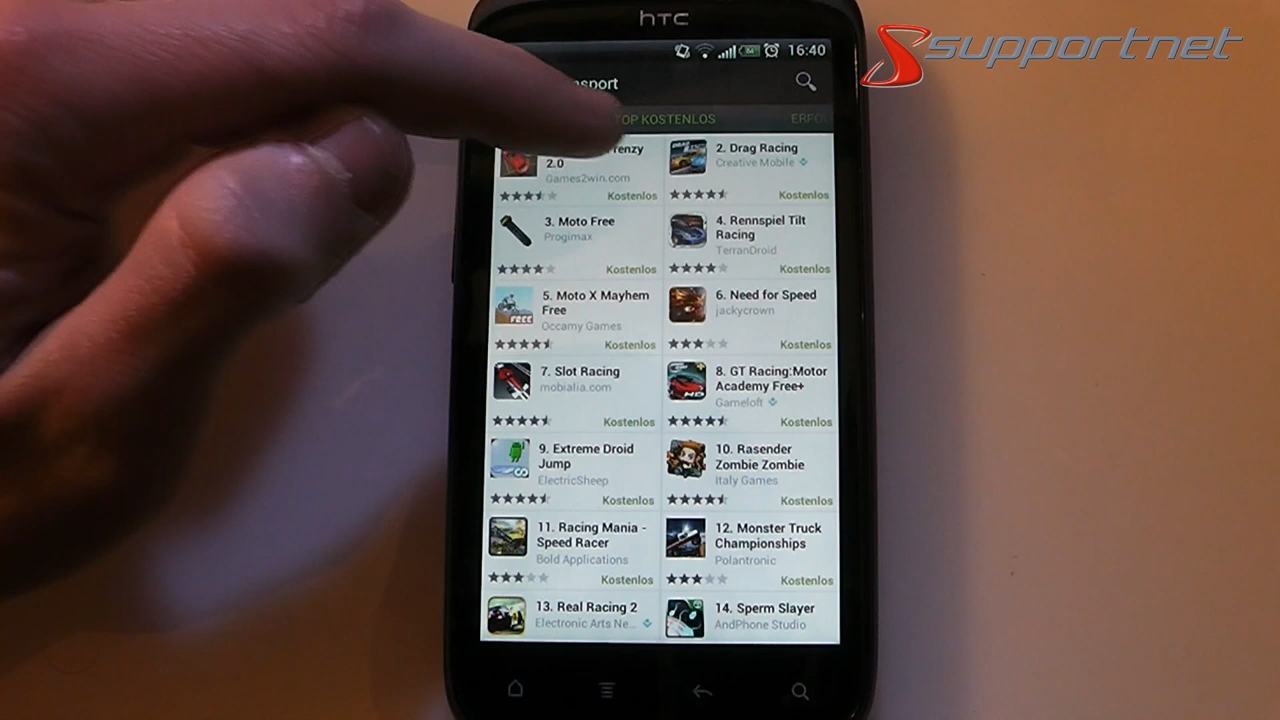 hTC
supportnet
16:40
TOP KOSTENLOS
2.0
Games2win.com
Kostenlos
2. Drag Racing
Creative Mobile
Kostenlos
3. Moto Free
Progimax
Kostenlos
4. Rennspiel Tilt
Racing
TerranDroid
Kostenlos
5. Moto X Mayhem
Free
Occamy Games
Kostenlos
6. Need for Speed
jackycrown
Kostenlos
7. Slot Racing
mobialia.com
Kostenlos
8. GT Racing:Motor
Academy Free+
Gameloft
Kostenlos
9. Extreme Droid
Jump
ElectricSheep
Kostenlos
10. Rasender
Zombie Zombie
Italy Games
Kostenlos
11. Racing Mania -
Speed Racer
Bold Applications
Kostenlos
12. Monster Truck
Championships
Polantronic
Kostenlos
13. Real Racing 2
Electronic Arts Ne...
14. Sperm Slayer
AndPhone Studio